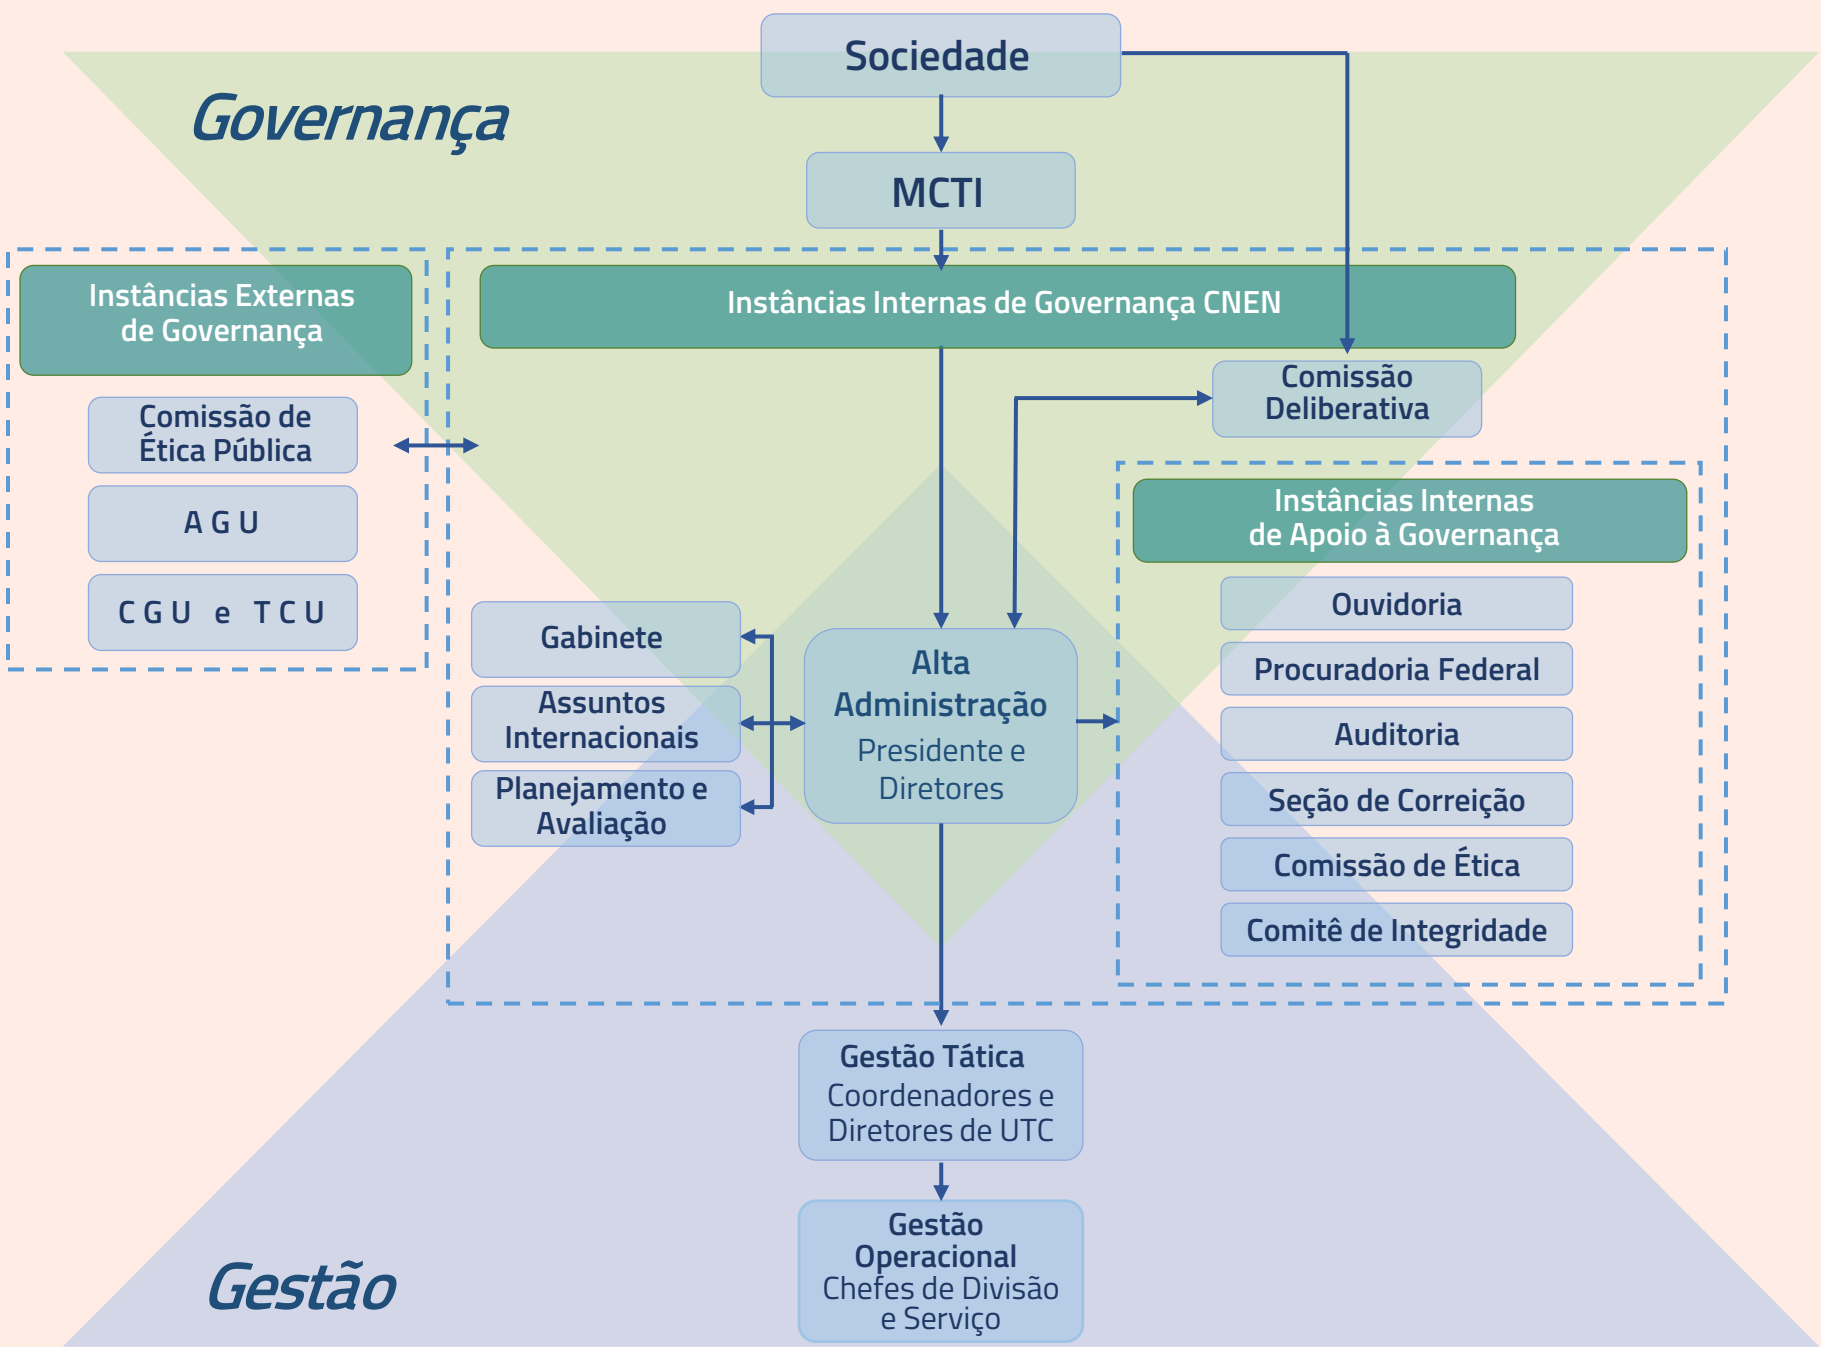 Sociedade
Governança
MCTI
Instâncias Externas
de Governança
Comissão de
Ética Pública
A G U
C G U e T C U
Instâncias Internas de Governança CNEN
Comissão
Deliberativa
Instâncias Internas
de Apoio à Governança
Ouvidoria
Procuradoria Federal
Auditoria
Seção de Correição
Comissão de Ética
Comitê de Integridade
Gabinete
Assuntos
Internacionais
Planejamento e
Avaliação
Alta
Administração
Presidente e
Diretores
Gestão Tática
Coordenadores e
Diretores de UTC
Gestão
Operacional
Chefes de Divisão
e Serviço
Gestão